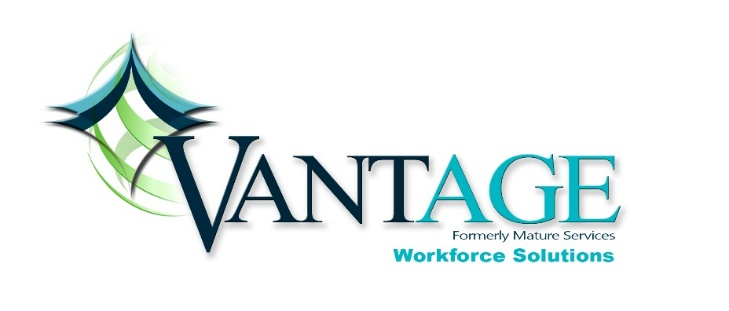 VANTAGE
Formerly Mature Services
Workforce Solutions